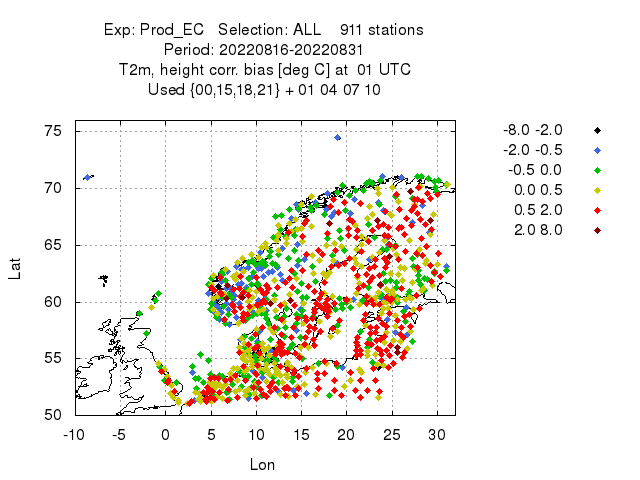 Exp: Prod_EC   Selection: ALL    911 stations
Period: 20220816-20220831
T2m, height corr. bias [deg C] at  01 UTC
Used {00,15,18,21} + 01 04 07 10
-8.0 -2.0
-2.0 -0.5
-0.5 0.0
0.0 0.5
0.5 2.0
2.0 8.0
75
70
65
60
55
50
Lat
-10 -5 0 5 10 15 20 25 30
Lon